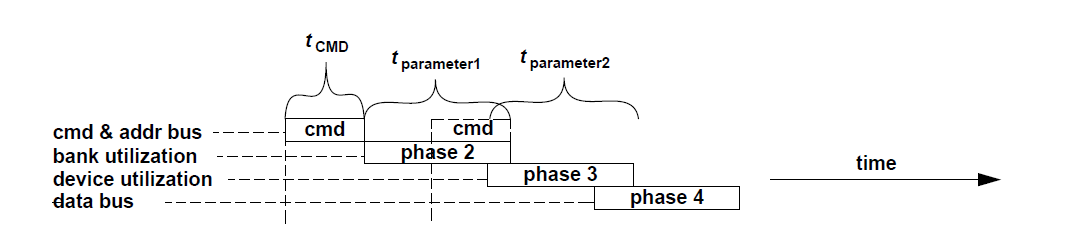 t CMD
t parameter1
t parameter2
cmd & addr bus cmd cmd
bank utilization phase 2
device utilization phase 3
data bus phase 4
time